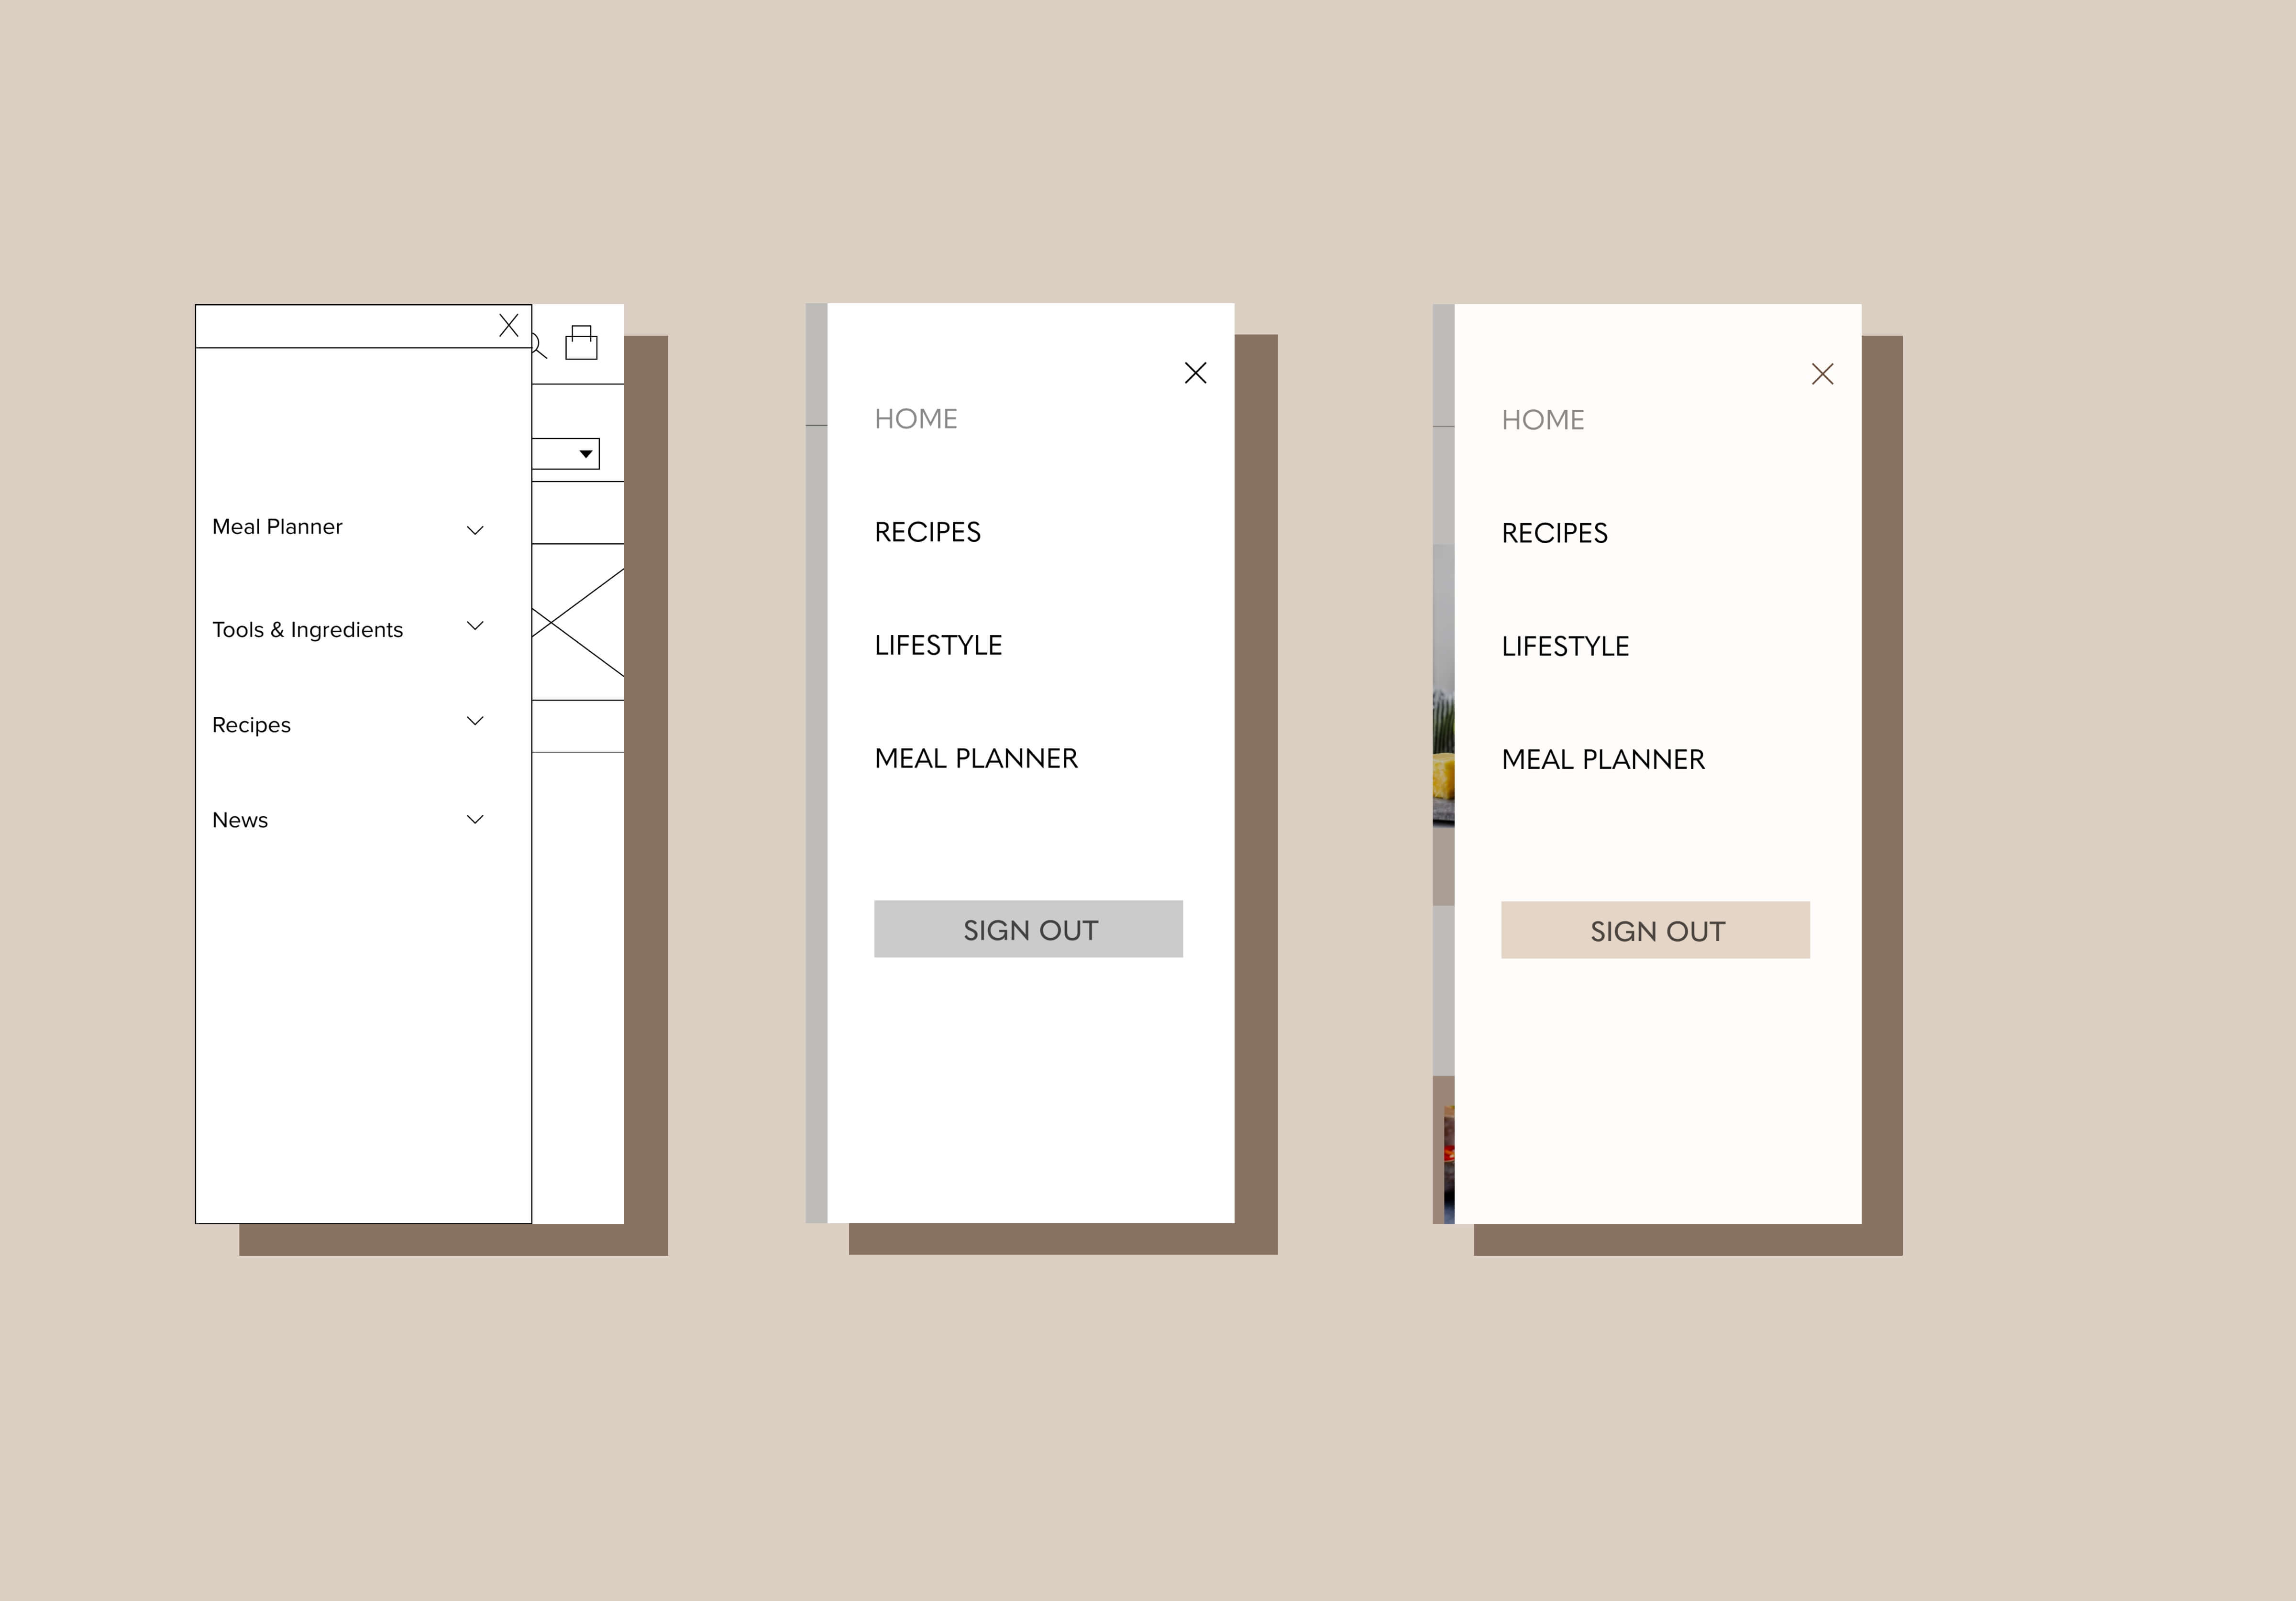 Meal Planner
Tools & Ingredients
Recipes
News
HOME
RECIPES
LIFESTYLE
MEAL PLANNER
SIGN OUT
HOME
RECIPES
LIFESTYLE
MEAL PLANNER
SIGN OUT